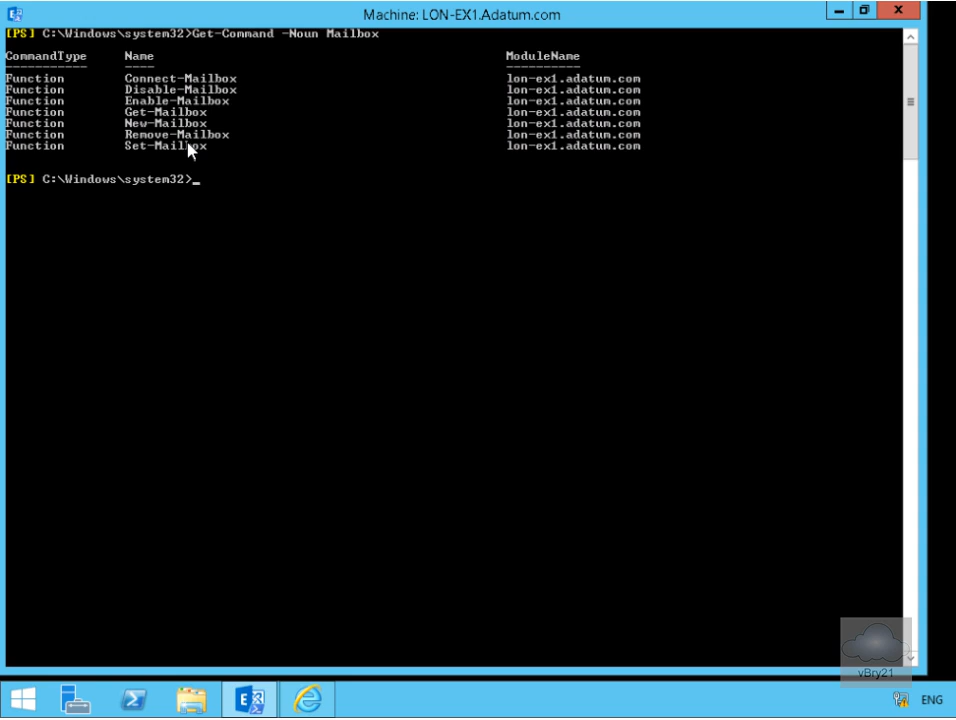 Machine: LON-EX1.Adatum.com
[PS] C:\Windows\system32>Get-Command -Noun Mailbox
CommandType Name ModuleName
----------- ---- ----------
Function Connect-Mailbox lon-ex1.adatum.com
Function Disable-Mailbox lon-ex1.adatum.com
Function Enable-Mailbox lon-ex1.adatum.com
Function Get-Mailbox lon-ex1.adatum.com
Function New-Mailbox lon-ex1.adatum.com
Function Remove-Mailbox lon-ex1.adatum.com
Function Set-Mailbox lon-ex1.adatum.com
[PS] C:\Windows\system32>_
vBry21
ENG